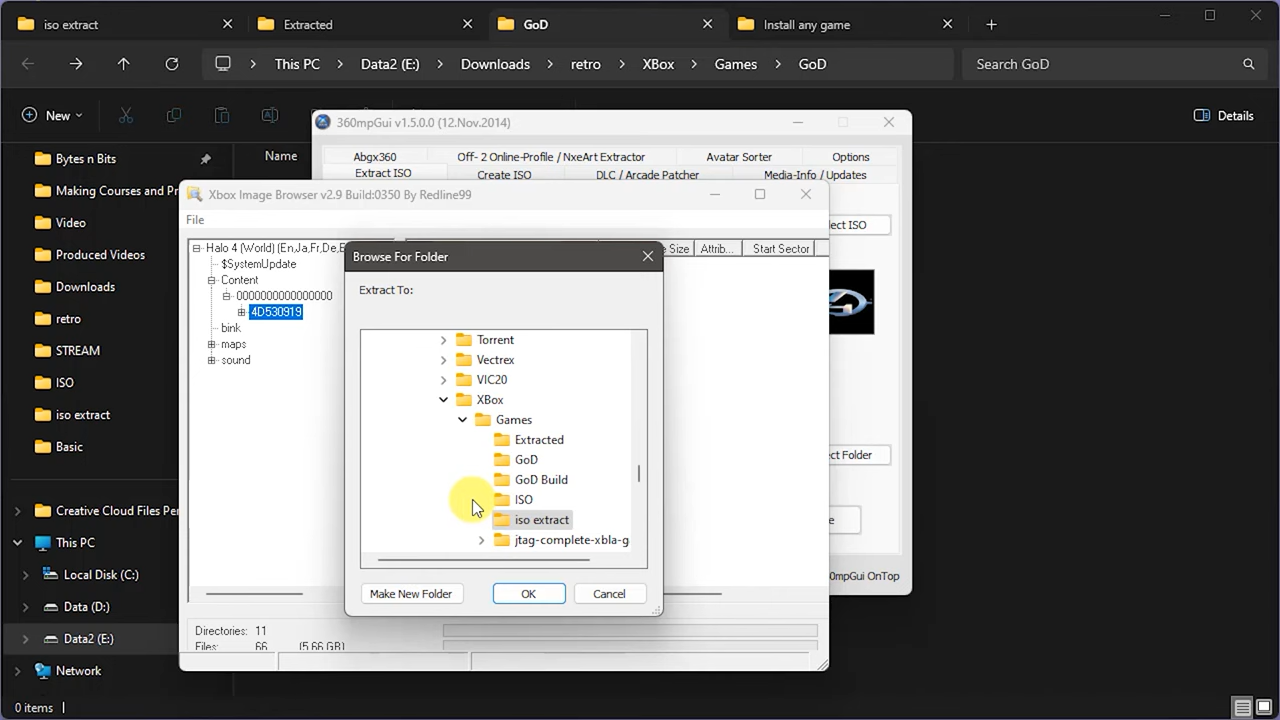 iso extract
Extracted
GoD
Install any game
This PC > Data2 (E:) > Downloads > retro > XBox > Games > GoD
Search GoD
New
Details
Bytes n Bits
Making Courses and Pr
Video
Produced Videos
Downloads
retro
STREAM
ISO
iso extract
Basic
Creative Cloud Files Per
This PC
Local Disk (C:)
Data (D:)
Data2 (E:)
Network
0 items
Name
360mpGui v1.5.0.0 (12.Nov.2014)
Abgx360
Off- 2 Online-Profile / NxeArt Extractor
Avatar Sorter
Options
Extract ISO
Create ISO
DLC / Arcade Patcher
Media-Info / Updates
lect ISO
ct Folder
e
0mpGui OnTop
Xbox Image Browser v2.9 Build:0350 By Redline99
File
Halo 4 (World) (En,Ja,Fr,De,E
$SystemUpdate
Content
0000000000000000
4D530919
bink
maps
sound
Size
Attrib...
Start Sector
Directories: 11
Files: 66 (5.66 GB)
Browse For Folder
Extract To:
Torrent
Vectrex
VIC20
XBox
Games
Extracted
GoD
GoD Build
ISO
iso extract
jtag-complete-xbla-g
Make New Folder
OK
Cancel